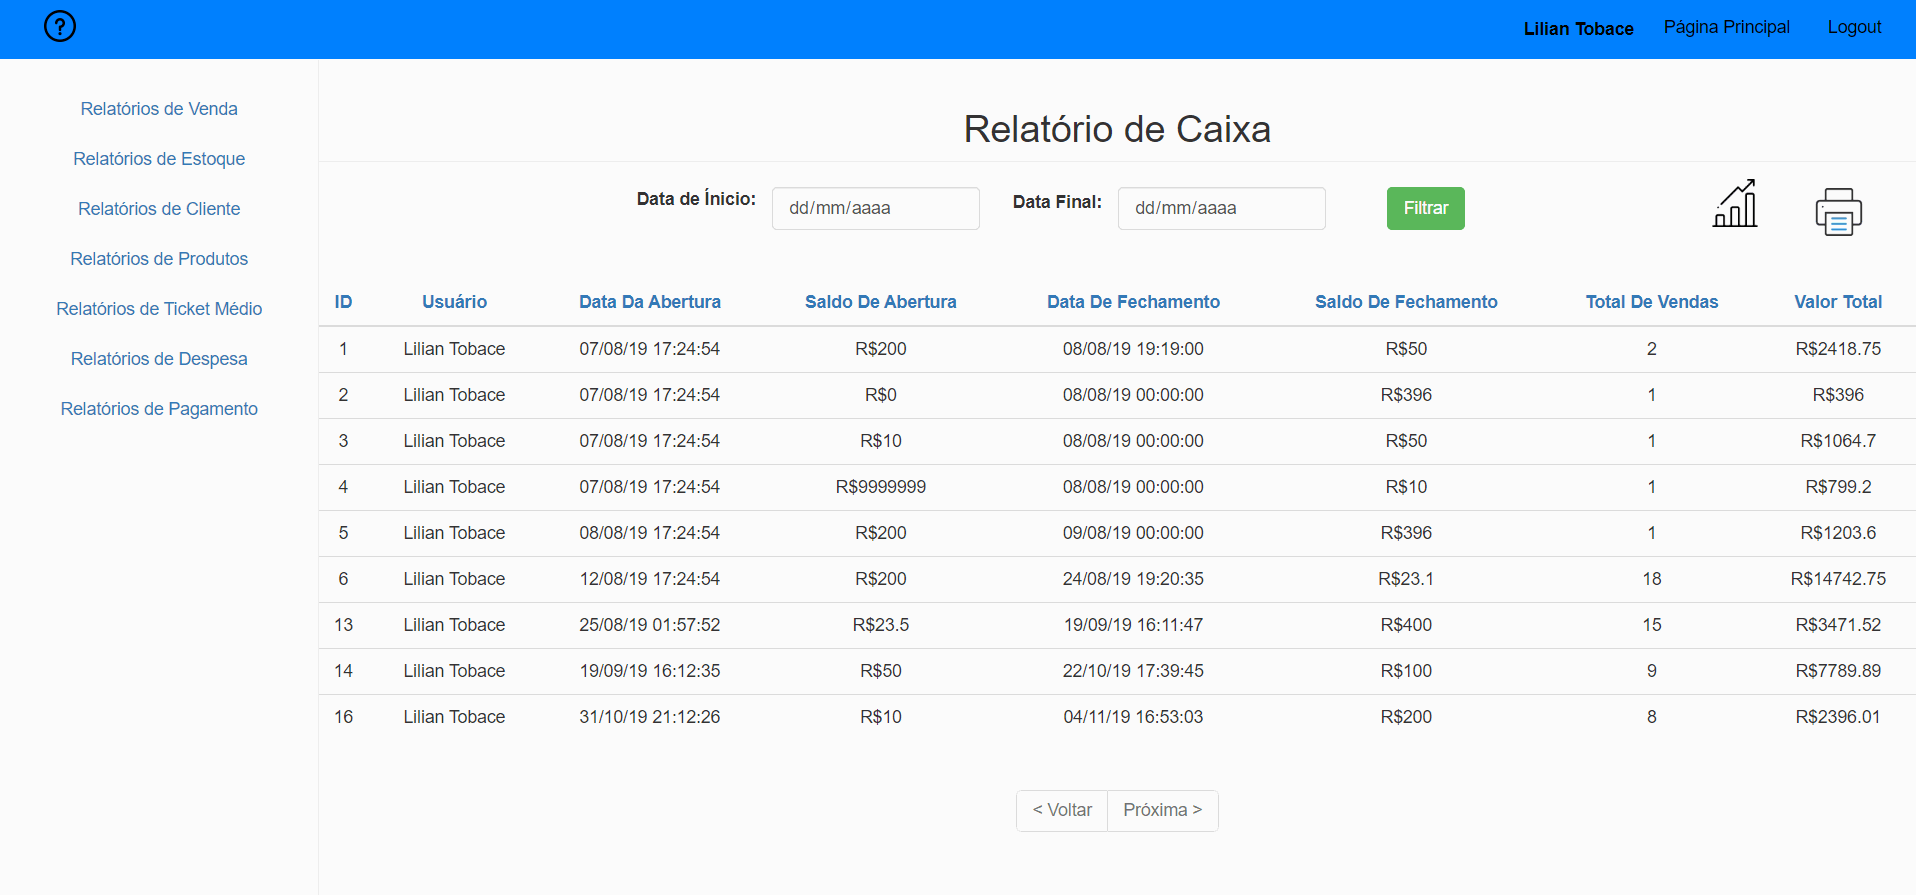 ? Lilian Tobace Página Principal Logout
Relatórios de Venda
Relatórios de Estoque
Relatórios de Cliente
Relatórios de Produtos
Relatórios de Ticket Médio
Relatórios de Despesa
Relatórios de Pagamento
Relatório de Caixa
Data de Ínicio: dd/mm/aaaa Data Final: dd/mm/aaaa Filtrar
ID Usuário Data Da Abertura Saldo De Abertura Data De Fechamento Saldo De Fechamento Total De Vendas Valor Total
1 Lilian Tobace 07/08/19 17:24:54 R$200 08/08/19 19:19:00 R$50 2 R$2418.75
2 Lilian Tobace 07/08/19 17:24:54 R$0 08/08/19 00:00:00 R$396 1 R$396
3 Lilian Tobace 07/08/19 17:24:54 R$10 08/08/19 00:00:00 R$50 1 R$1064.7
4 Lilian Tobace 07/08/19 17:24:54 R$9999999 08/08/19 00:00:00 R$10 1 R$799.2
5 Lilian Tobace 08/08/19 17:24:54 R$200 09/08/19 00:00:00 R$396 1 R$1203.6
6 Lilian Tobace 12/08/19 17:24:54 R$200 24/08/19 19:20:35 R$23.1 18 R$14742.75
13 Lilian Tobace 25/08/19 01:57:52 R$23.5 19/09/19 16:11:47 R$400 15 R$3471.52
14 Lilian Tobace 19/09/19 16:12:35 R$50 22/10/19 17:39:45 R$100 9 R$7789.89
16 Lilian Tobace 31/10/19 21:12:26 R$10 04/11/19 16:53:03 R$200 8 R$2396.01
< Voltar Próxima >